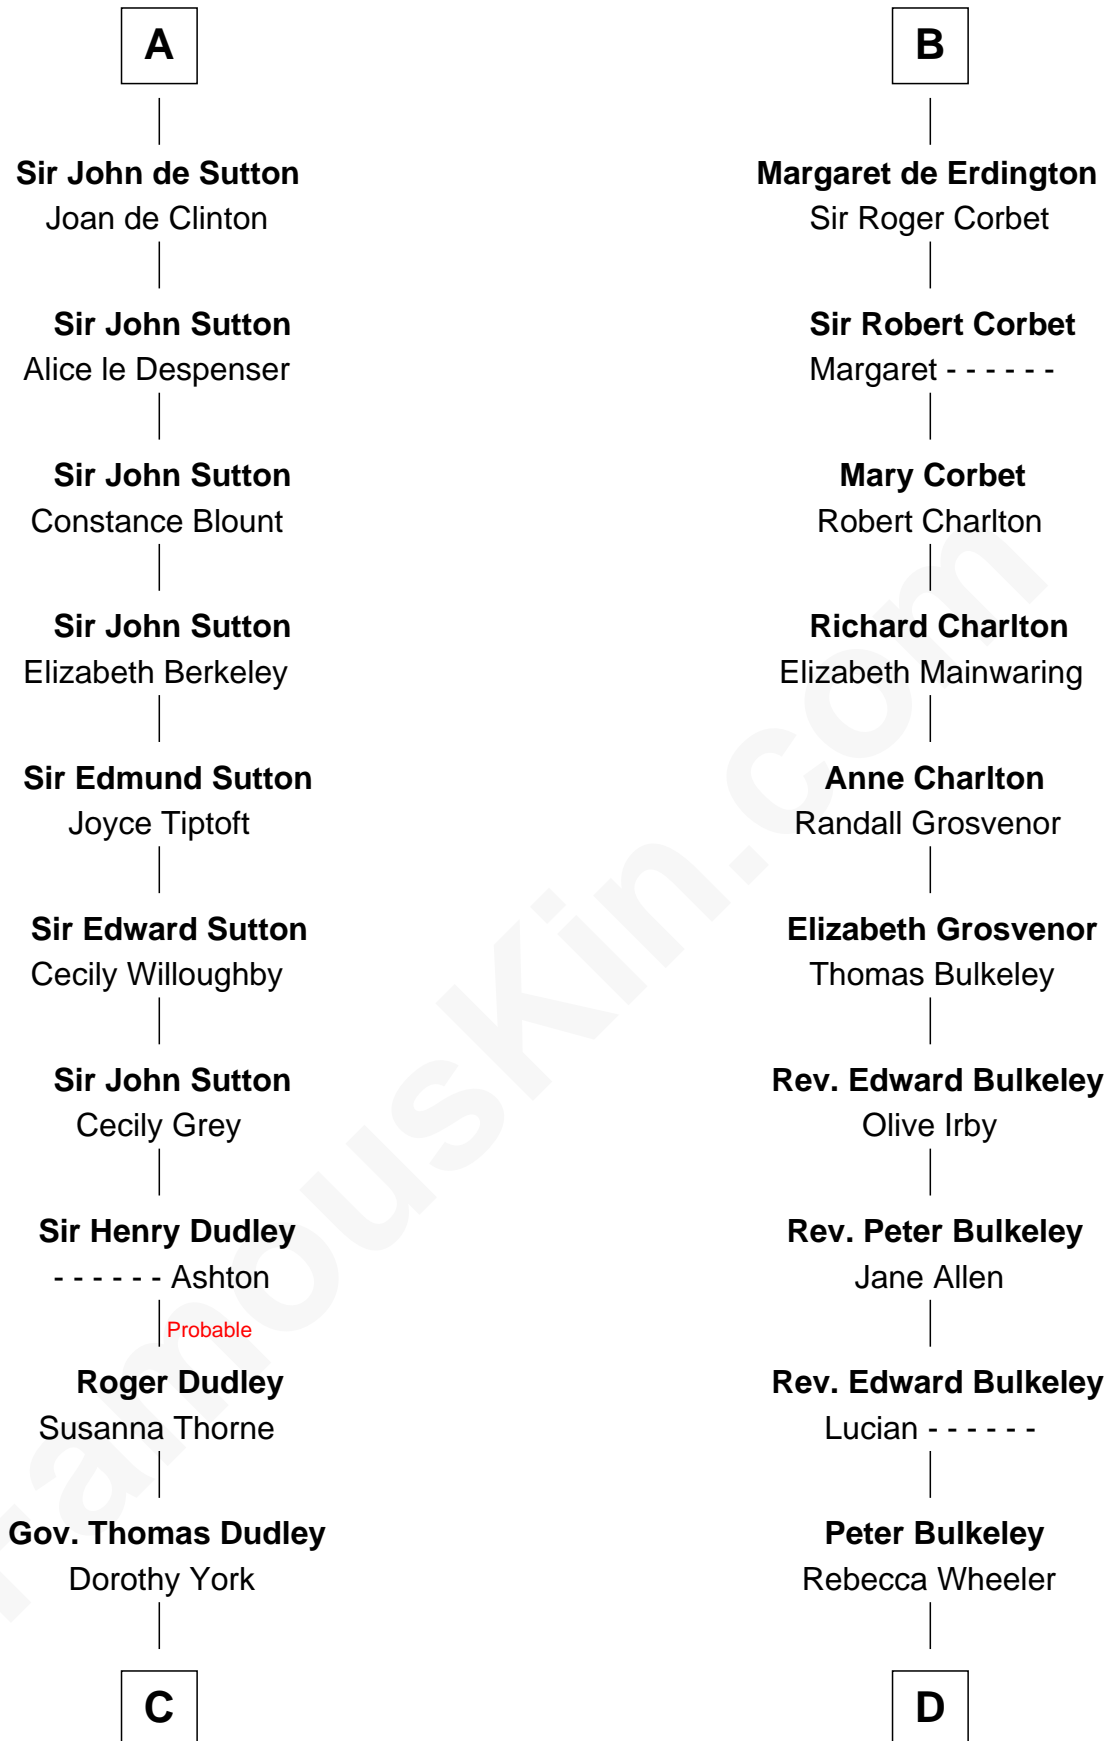 A
Sir John de Sutton
Joan de Clinton
Sir John Sutton
Alice le Despenser
Sir John Sutton
Constance Blount
Sir John Sutton
Elizabeth Berkeley
Sir Edmund Sutton
Joyce Tiptoft
Sir Edward Sutton
Cecily Willoughby
Sir John Sutton
Cecily Grey
Sir Henry Dudley
- - - - - - Ashton
Probable
Roger Dudley
Susanna Thorne
Gov. Thomas Dudley
Dorothy York
C
B
Margaret de Erdington
Sir Roger Corbet
Sir Robert Corbet
Margaret - - - - - -
Mary Corbet
Robert Charlton
Richard Charlton
Elizabeth Mainwaring
Anne Charlton
Randall Grosvenor
Elizabeth Grosvenor
Thomas Bulkeley
Rev. Edward Bulkeley
Olive Irby
Rev. Peter Bulkeley
Jane Allen
Rev. Edward Bulkeley
Lucian - - - - - -
Peter Bulkeley
Rebecca Wheeler
D
FamousKin.com